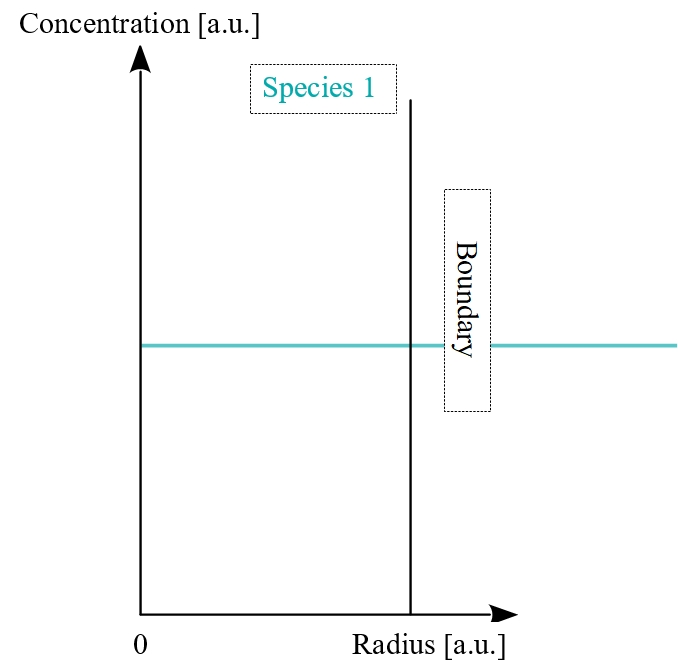 Concentration [a.u.]
Species 1
Boundary
0
Radius [a.u.]